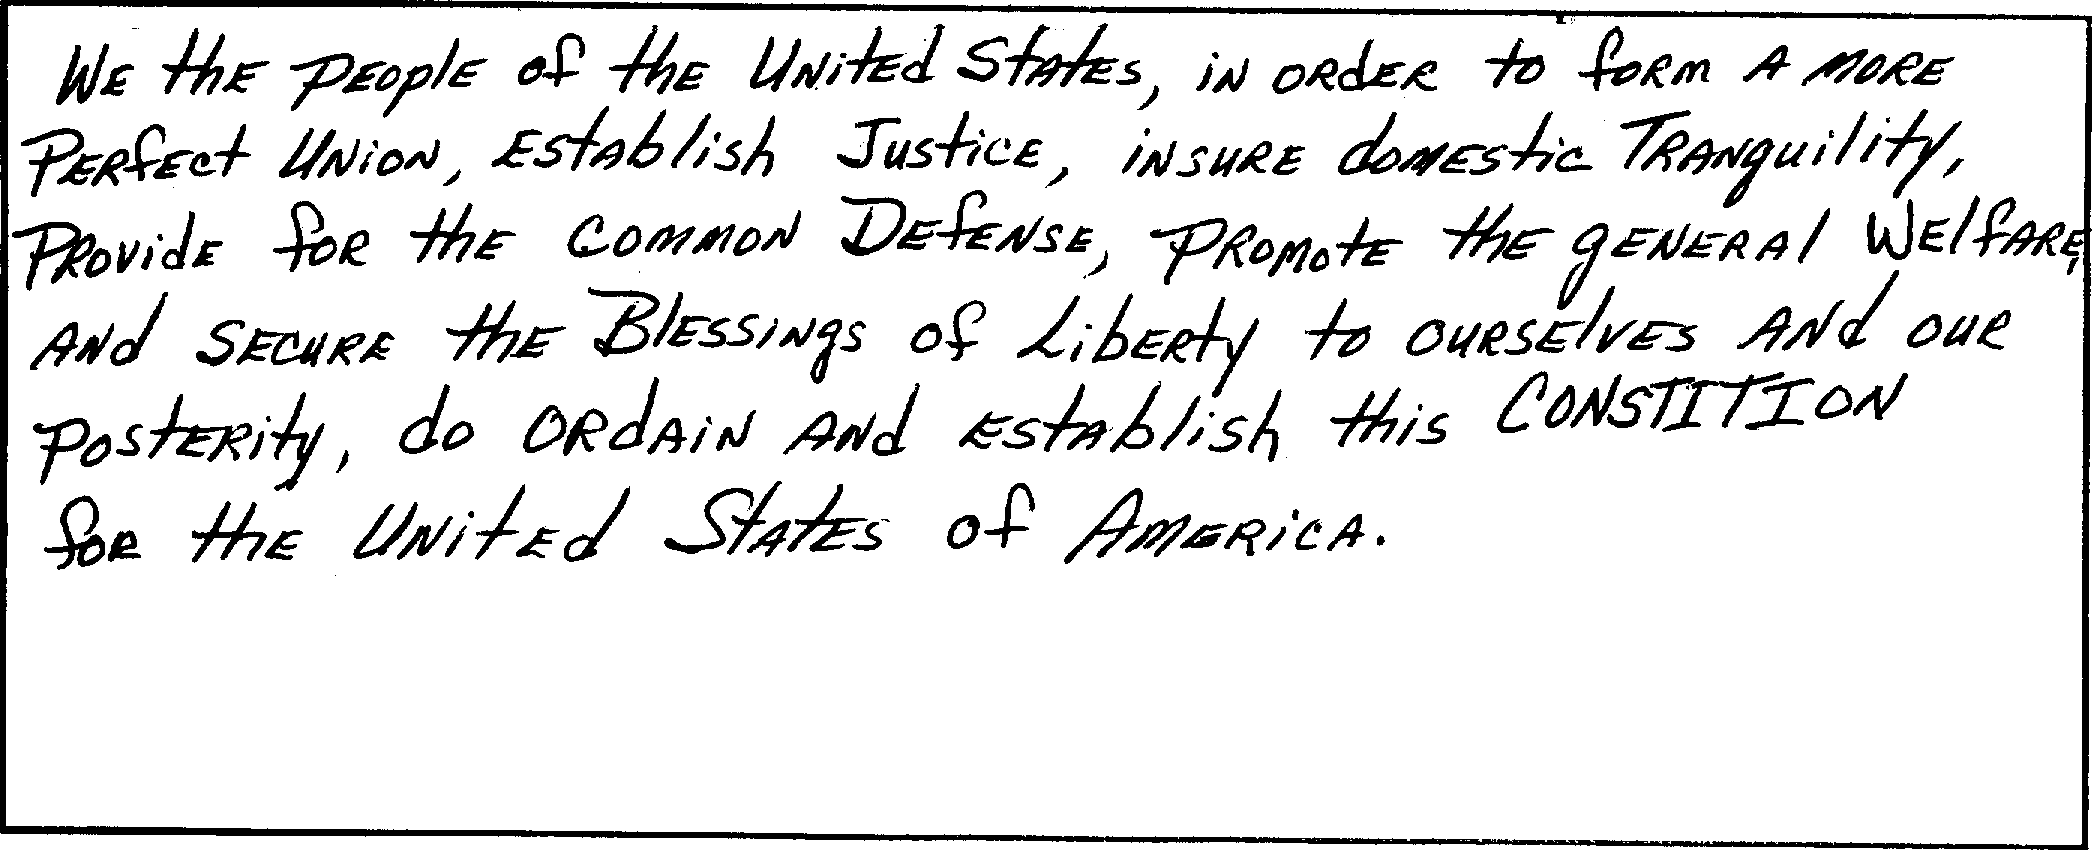 We the People of the United States, in order to form a more
Perfect Union, establish Justice, insure domestic Tranquility,
Provide for the common Defense, Promote the general Welfare,
and secure the Blessings of Liberty to ourselves and our
posterity, do ordain and establish this CONSTITION
for the United States of America.